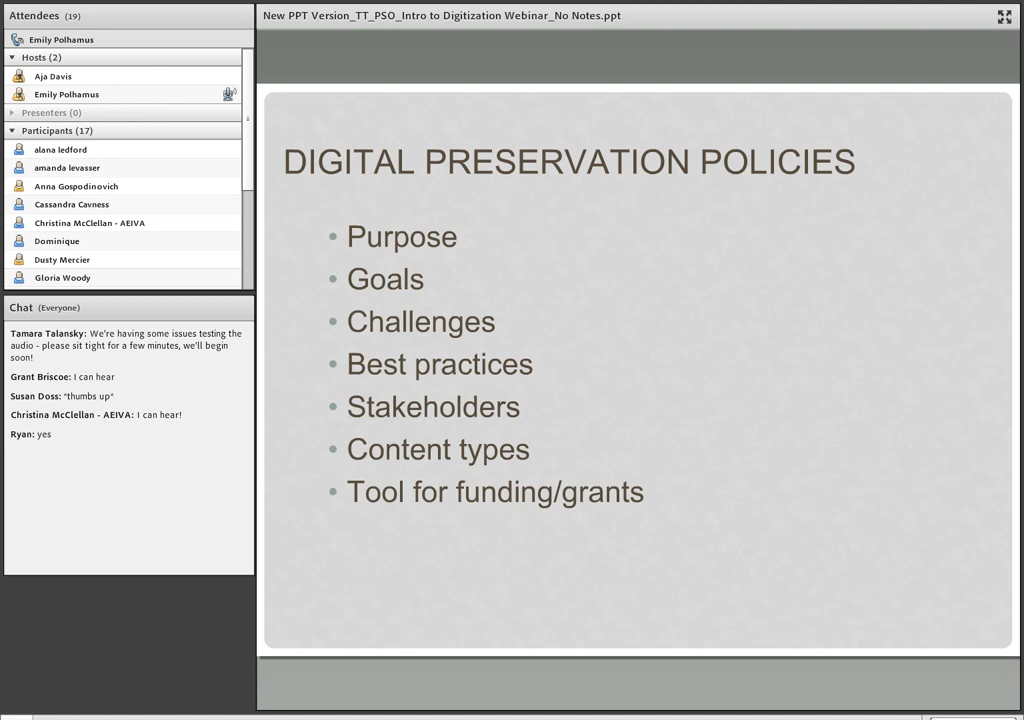 Attendees (19)
Emily Polhamus
Hosts (2)
Aja Davis
Emily Polhamus
Presenters (0)
Participants (17)
alana ledford
amanda levasser
Anna Gospodinovich
Cassandra Cavness
Christina McClellan - AEIVA
Dominique
Dusty Mercier
Gloria Woody
Chat (Everyone)
Tamara Talansky: We're having some issues testing the
audio - please sit tight for a few minutes, we'll begin
soon!
Grant Briscoe: I can hear
Susan Doss: *thumbs up*
Christina McClellan - AEIVA: I can hear!
Ryan: yes
New PPT Version_TT_PSO_Intro to Digitization Webinar_No Notes.ppt
DIGITAL PRESERVATION POLICIES
• Purpose
• Goals
• Challenges
• Best practices
• Stakeholders
• Content types
• Tool for funding/grants